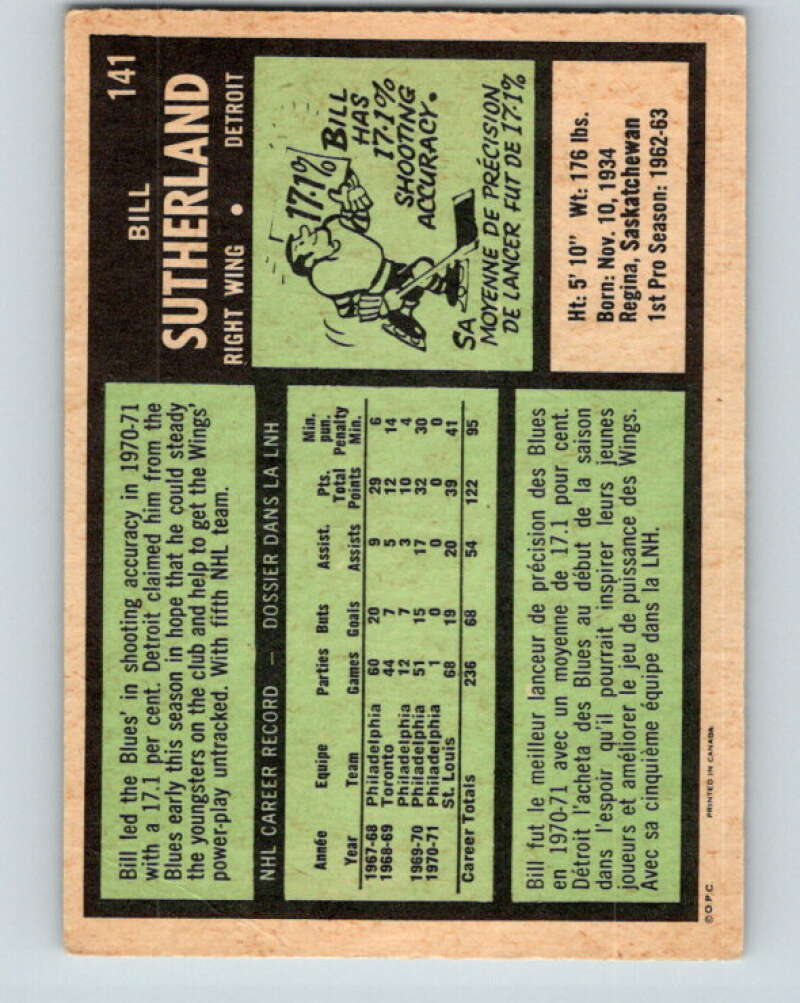 141
BILL
SUTHERLAND
RIGHT WING • DETROIT
Bill led the Blues' in shooting accuracy in 1970-71
with a 17.1 per cent. Detroit claimed him from the
Blues early this season in hope that he could steady
the youngsters on the club and help to get the Wings'
power-play untracked. With fifth NHL team.
17.1%
BILL
HAS
17.1%
SHOOTING
ACCURACY.
SA
MOYENNE DE PRÉCISION
DE LANCER FUT DE 17.1%
NHL CAREER RECORD — DOSSIER DANS LA LNH
Année Equipe Parties Buts Assist. Pts. Total Min. pun.
Year Team Games Goals Assists Points Penalty Min.
1967-68 Philadelphia 60 20 9 29 6
1968-69 Toronto 44 7 5 12 14
Philadelphia 12 7 3 10 4
1969-70 Philadelphia 51 15 17 32 30
1970-71 Philadelphia 1 0 0 0 0
St. Louis 68 19 20 39 41
Career Totals 236 68 54 122 95
Ht: 5' 10" Wt: 176 lbs.
Born: Nov. 10, 1934
Regina, Saskatchewan
1st Pro Season: 1962-63
Bill fut le meilleur lanceur de précision des Blues
en 1970-71 avec un moyenne de 17.1 pour cent.
Détroit l'acheta des Blues au début de la saison
dans l'espoir qu'il pourrait inspirer leurs jeunes
joueurs et améliorer le jeu de puissance des Wings.
Avec sa cinquième équipe dans la LNH.
© O.P.C. PRINTED IN CANADA